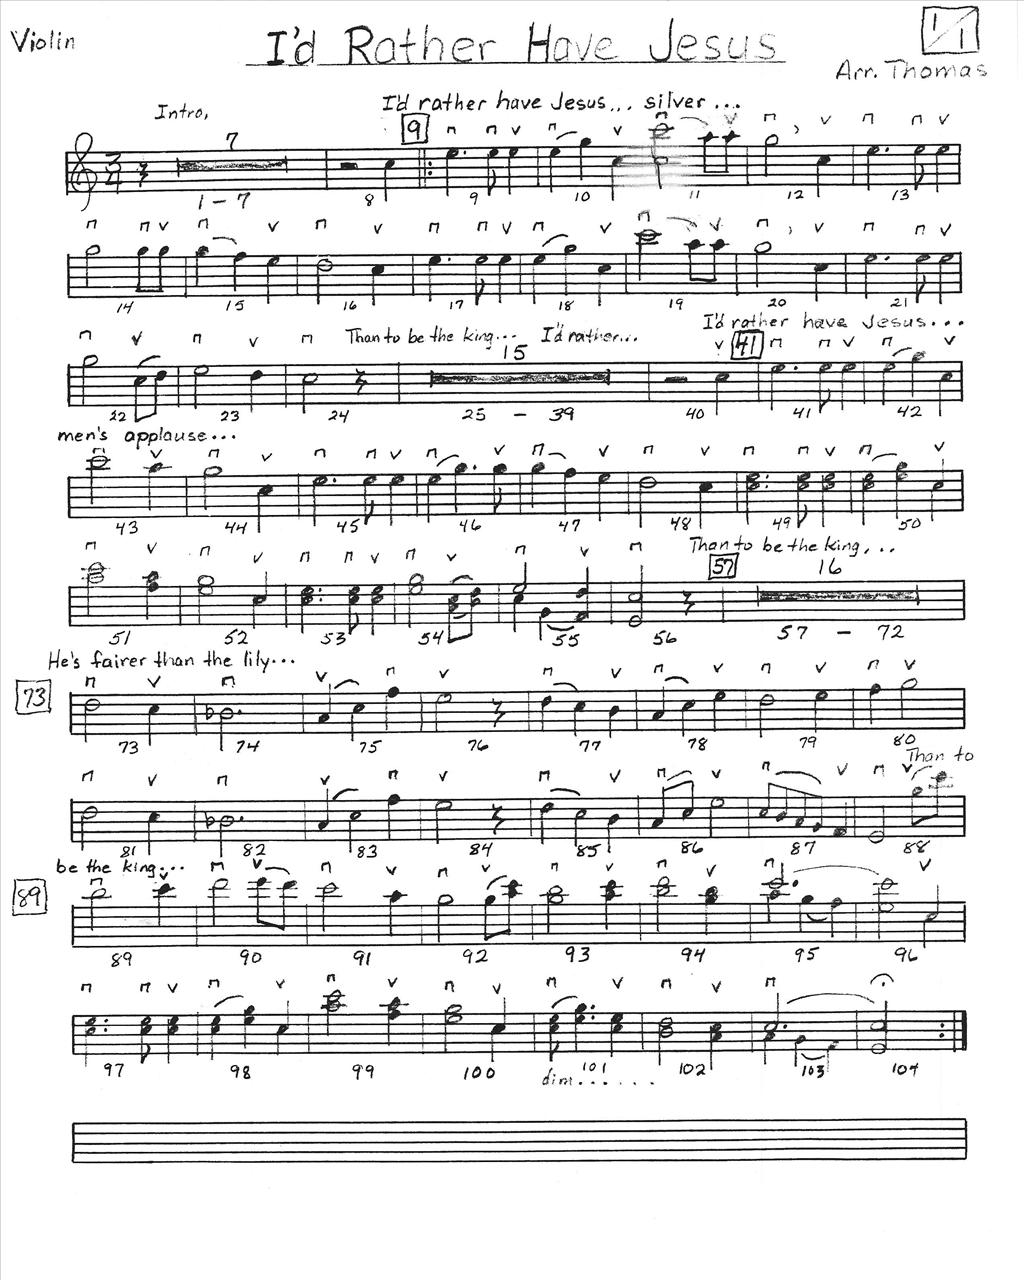 Violin
I'd Rather Have Jesus
1/1
Arr. Thomas
Intro,
I'd rather have Jesus... silver...
7
9
1-7 8 9 10 11 12 13
14 15 16 17 18 19 20 21
Than to be the king... I'd rather...
I'd rather have Jesus...
15
41
22 23 24 25 - 39 40 41 42
men's applause...
43 44 45 46 47 48 49 50
Than to be the king...
57
16
51 52 53 54 55 56 57 - 72
He's fairer than the lily...
73
73 74 75 76 77 78 79 80
Than to
81 82 83 84 85 86 87 88
be the king...
89
89 90 91 92 93 94 95 96
97 98 99 100 101 102 103 104
dim.......